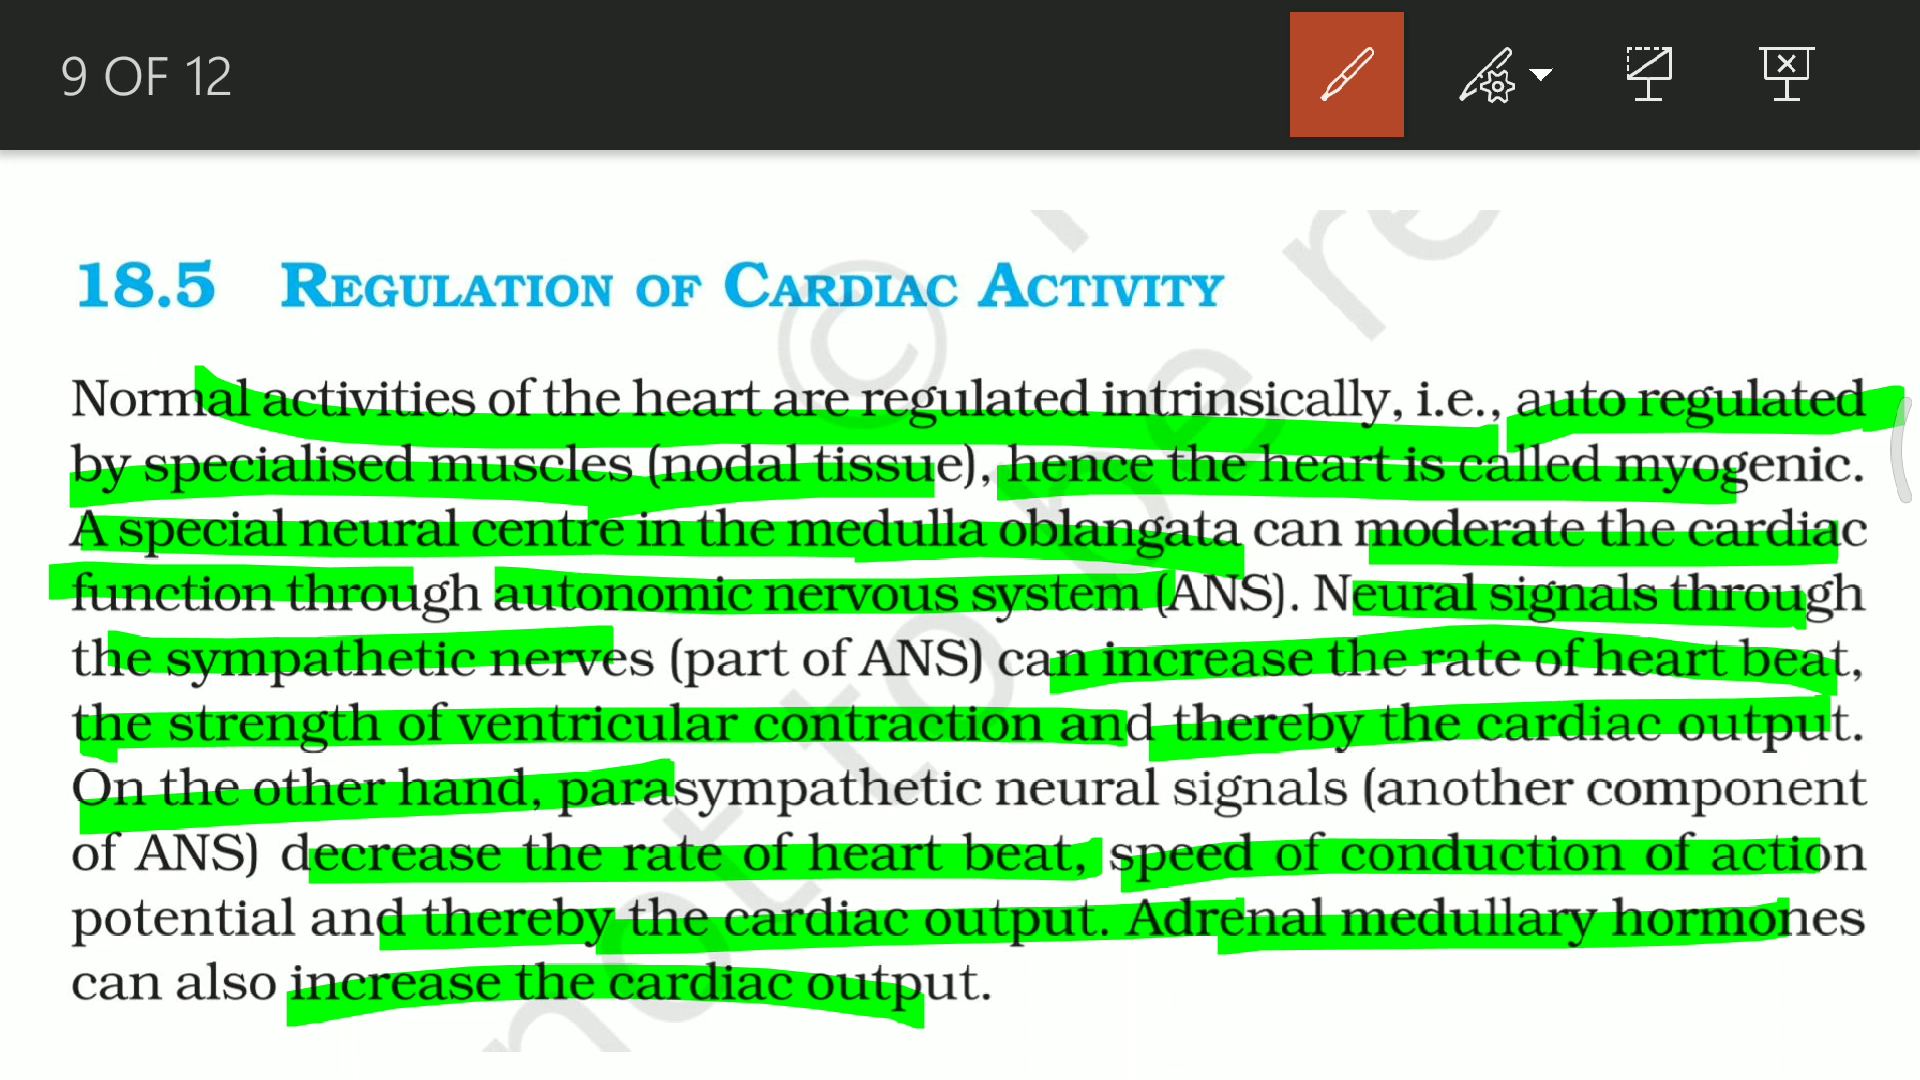 9 OF 12
18.5 REGULATION OF CARDIAC ACTIVITY
Normal activities of the heart are regulated intrinsically, i.e., auto regulated
by specialised muscles (nodal tissue), hence the heart is called myogenic.
A special neural centre in the medulla oblangata can moderate the cardiac
function through autonomic nervous system (ANS). Neural signals through
the sympathetic nerves (part of ANS) can increase the rate of heart beat,
the strength of ventricular contraction and thereby the cardiac output.
On the other hand, parasympathetic neural signals (another component
of ANS) decrease the rate of heart beat, speed of conduction of action
potential and thereby the cardiac output. Adrenal medullary hormones
can also increase the cardiac output.
©
not to be re